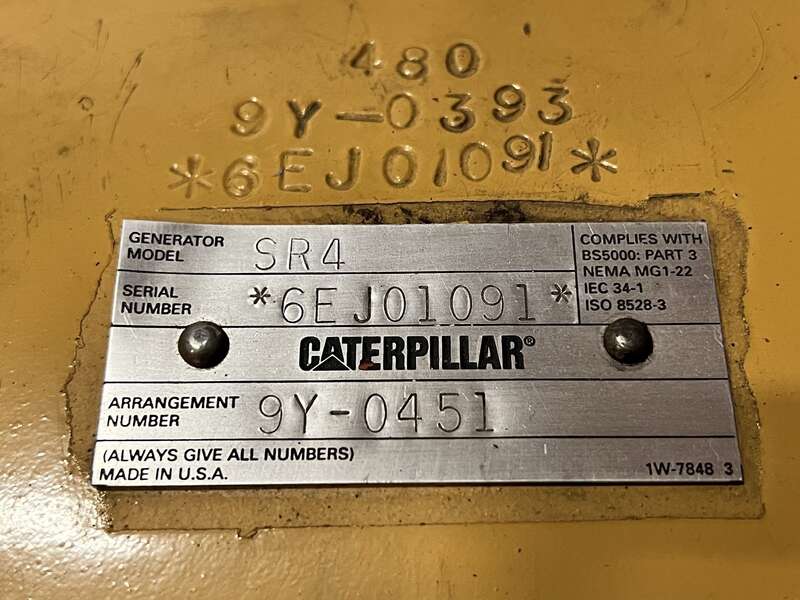 480
9Y-0393
*6EJ01091*
GENERATOR MODEL SR4
SERIAL NUMBER *6EJ01091*
COMPLIES WITH
BS5000: PART 3
NEMA MG1-22
IEC 34-1
ISO 8528-3
CATERPILLAR®
ARRANGEMENT NUMBER 9Y-0451
(ALWAYS GIVE ALL NUMBERS)
MADE IN U.S.A.
1W-7848 3